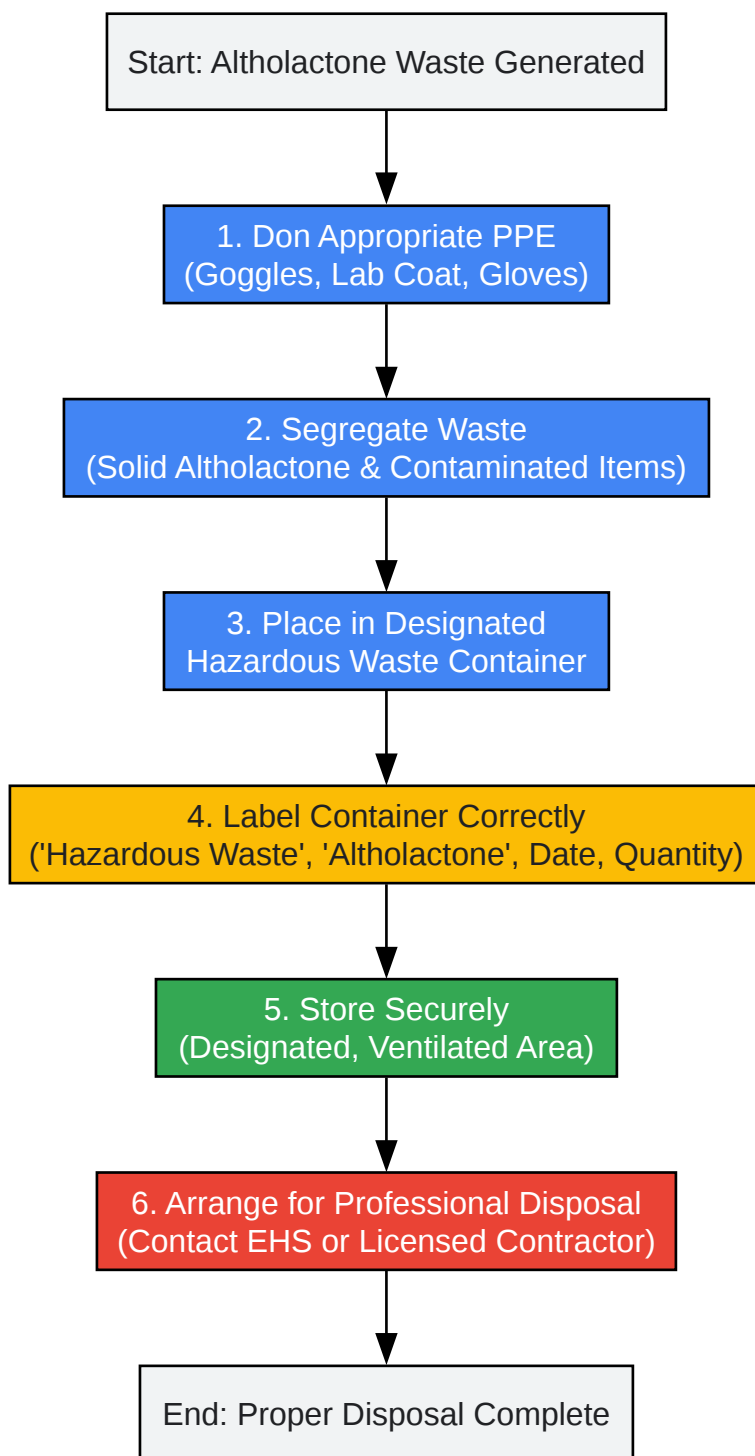 Start: Altholactone Waste Generated
1. Don Appropriate PPE
(Goggles, Lab Coat, Gloves)
2. Segregate Waste
(Solid Altholactone & Contaminated Items)
3. Place in Designated
Hazardous Waste Container
4. Label Container Correctly
('Hazardous Waste', 'Altholactone', Date, Quantity)
5. Store Securely
(Designated, Ventilated Area)
6. Arrange for Professional Disposal
(Contact EHS or Licensed Contractor)
End: Proper Disposal Complete